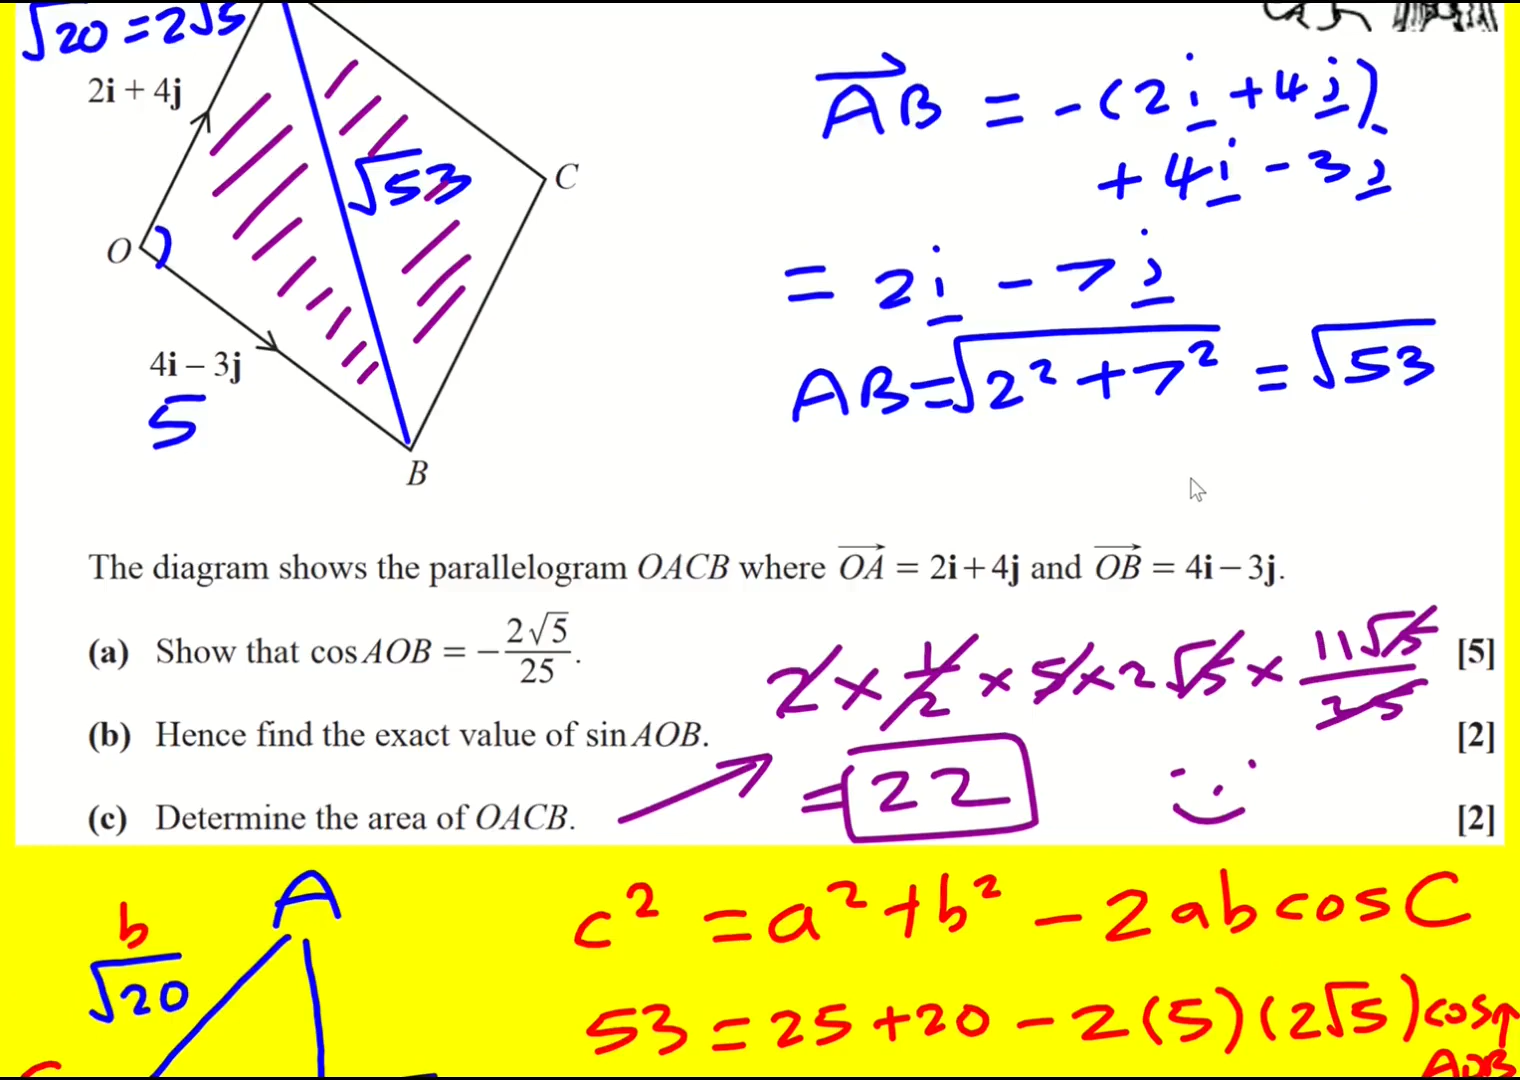 √20 = 2√5
2i + 4j
C
√53
O
4i – 3j
5
B
AB = -(2i + 4j)
+ 4i - 3j
= 2i - 7j
AB = √2² + 7² = √53
The diagram shows the parallelogram OACB where OA = 2i + 4j and OB = 4i – 3j.
(a) Show that cos AOB = – 2√5/25. [5]
2 × 1/2 × 5 × 2√5 × 11√5/25
(b) Hence find the exact value of sin AOB. [2]
= 22
(c) Determine the area of OACB. [2]
A
b
√20
c² = a² + b² - 2ab cos C
53 = 25 + 20 - 2(5)(2√5) cos
AOB